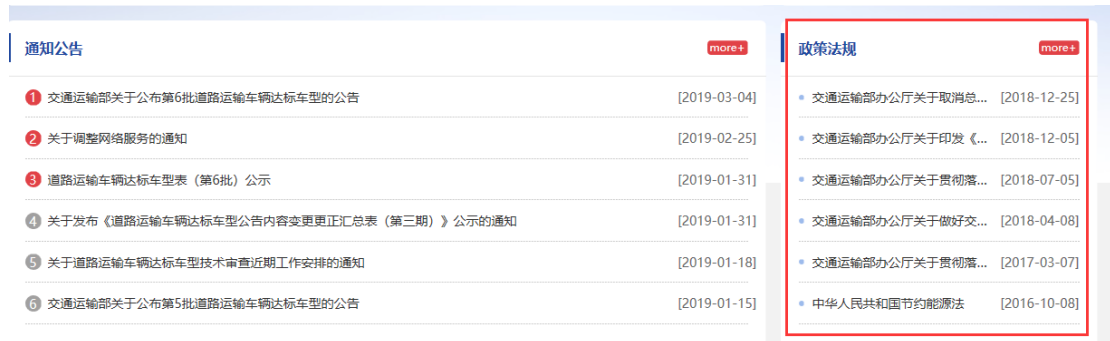 通知公告 more+
1 交通运输部关于公布第6批道路运输车辆达标车型的公告 [2019-03-04]
2 关于调整网络服务的通知 [2019-02-25]
3 道路运输车辆达标车型表（第6批）公示 [2019-01-31]
4 关于发布《道路运输车辆达标车型公告内容变更更正汇总表（第三期）》公示的通知 [2019-01-31]
5 关于道路运输车辆达标车型技术审查近期工作安排的通知 [2019-01-18]
6 交通运输部关于公布第5批道路运输车辆达标车型的公告 [2019-01-15]
政策法规 more+
交通运输部办公厅关于取消总... [2018-12-25]
交通运输部办公厅关于印发《... [2018-12-05]
交通运输部办公厅关于贯彻落... [2018-07-05]
交通运输部办公厅关于做好交... [2018-04-08]
交通运输部办公厅关于贯彻落... [2017-03-07]
中华人民共和国节约能源法 [2016-10-08]